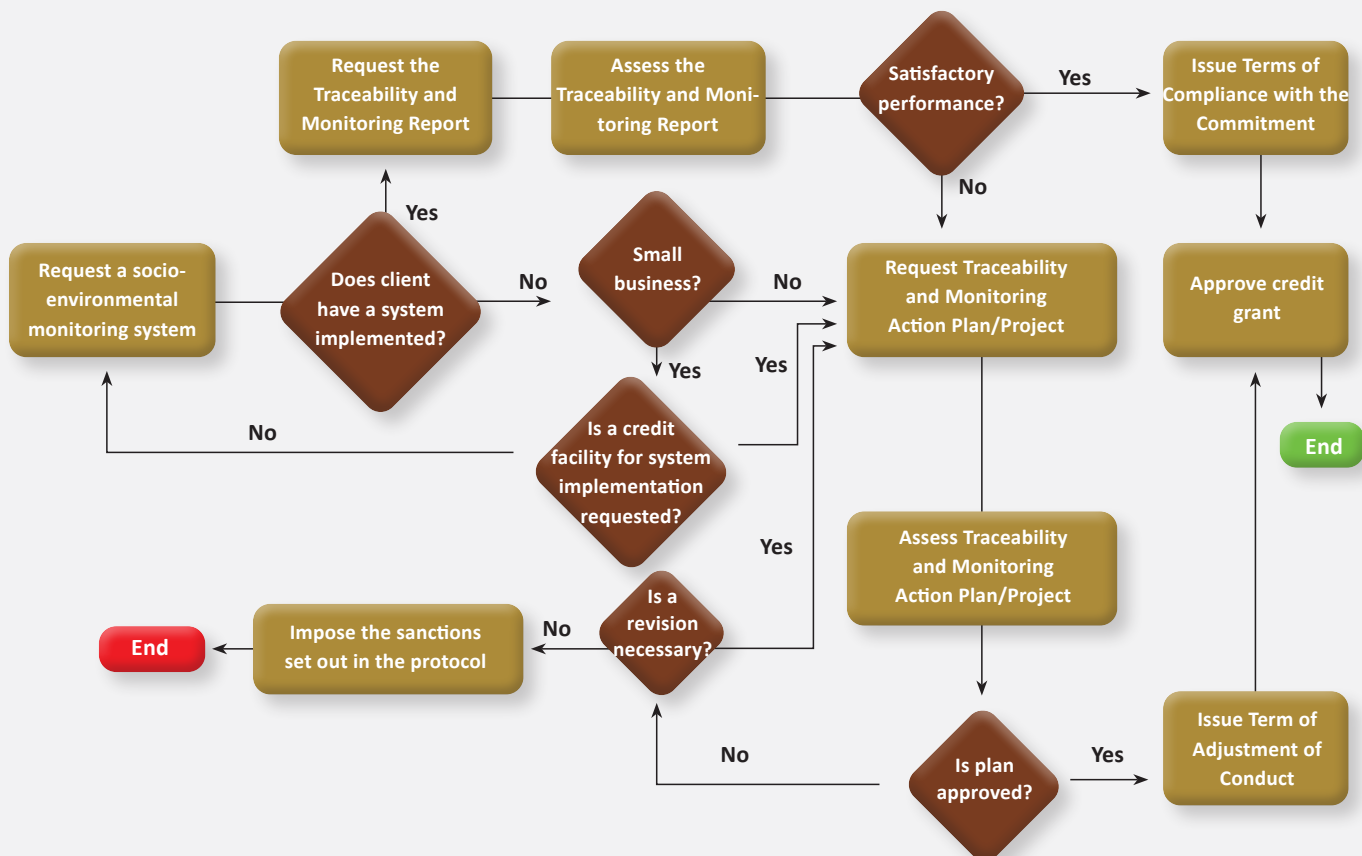 Request the
Traceability and
Monitoring Report
Assess the
Traceability and Moni-
toring Report
Satisfactory
performance?
Yes
Issue Terms of
Compliance with the
Commitment
No
Yes
Request a socio-
environmental
monitoring system
Does client
have a system
implemented?
No
Small
business?
No
Request Traceability
and Monitoring
Action Plan/Project
Approve credit
grant
Yes
Yes
No
Is a credit
facility for system
implementation
requested?
End
Yes
Assess Traceability
and Monitoring
Action Plan/Project
End
Impose the sanctions
set out in the protocol
No
Is a
revision
necessary?
No
Is plan
approved?
Yes
Issue Term of
Adjustment of
Conduct